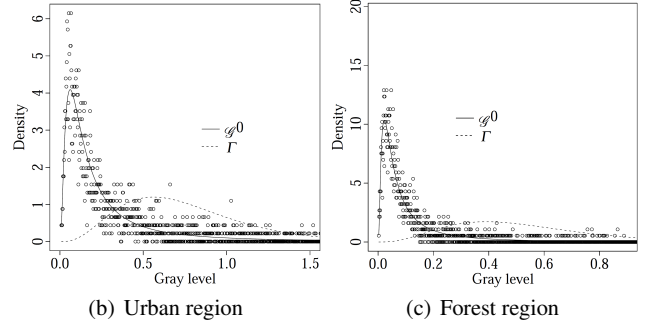 6
5
4
3
2
1
0
Density
𝒢⁰
Γ
0.0 0.5 1.0 1.5
Gray level
(b) Urban region
20
15
10
5
0
Density
𝒢⁰
Γ
0.0 0.2 0.4 0.6 0.8
Gray level
(c) Forest region